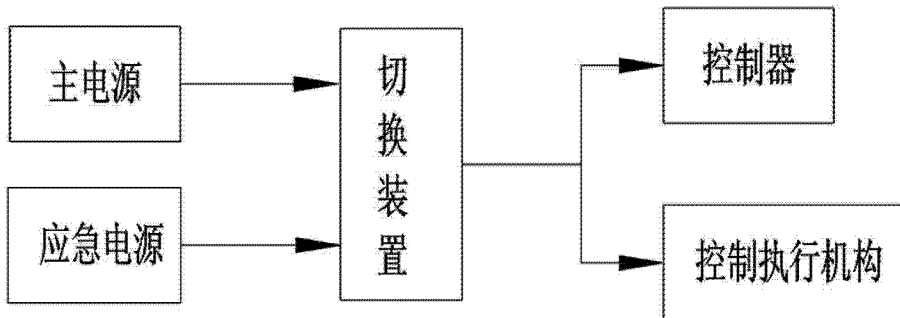 主电源
应急电源
切换装置
控制器
控制执行机构